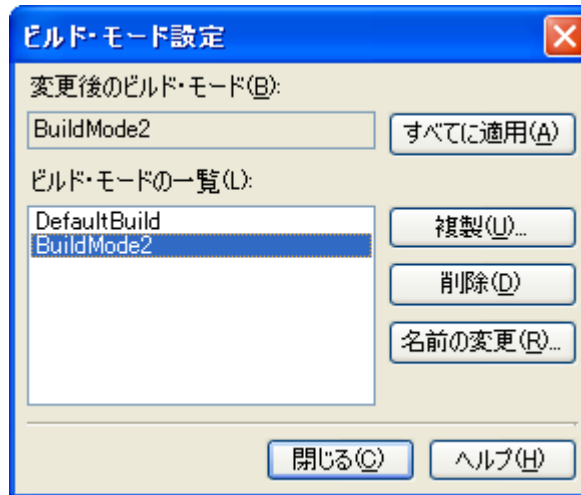 ビルド・モード設定
変更後のビルド・モード(B):
BuildMode2
すべてに適用(A)
ビルド・モードの一覧(L):
DefaultBuild
BuildMode2
複製(U)...
削除(D)
名前の変更(R)...
閉じる(C)
ヘルプ(H)